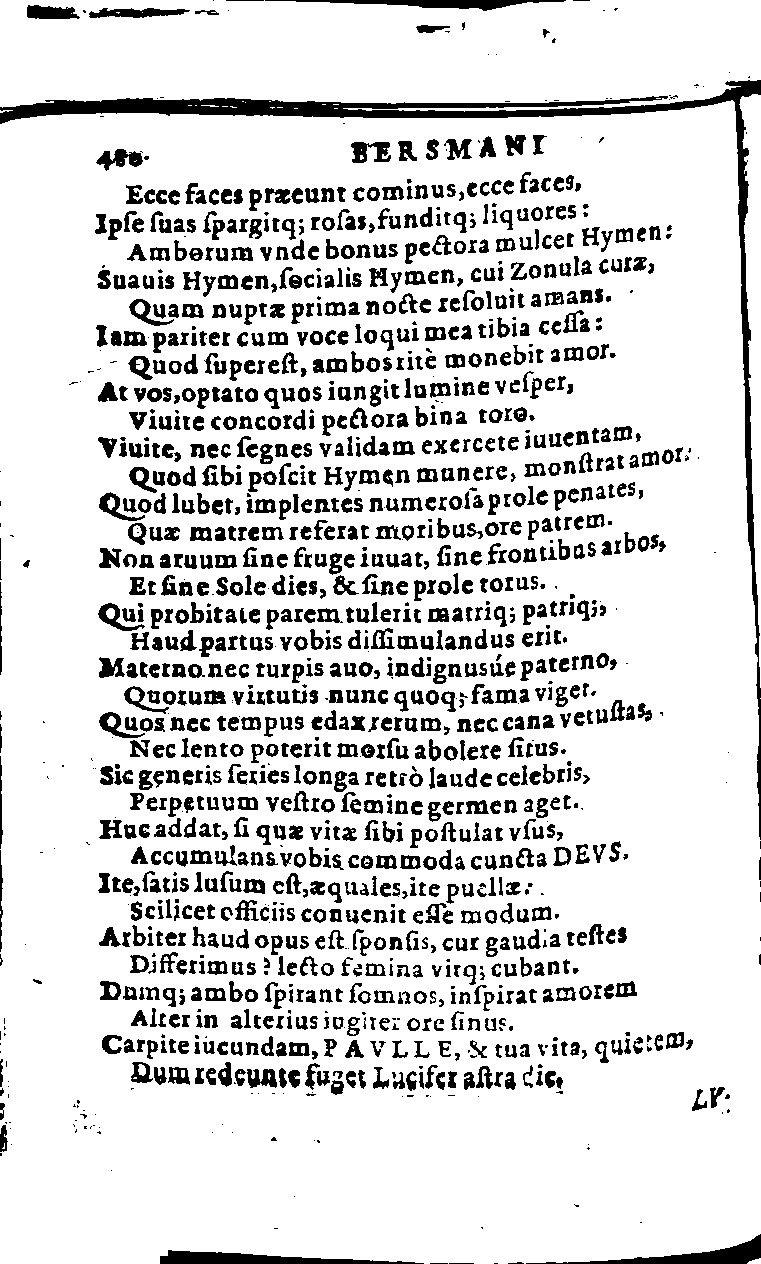 480. BERSMANI
Ecce faces præeunt cominus,ecce faces,
Ipſe ſuas ſpargitq; roſas,funditq; liquores:
Amborum vnde bonus pectora mulcet Hymen:
Suauis Hymen,ſocialis Hymen, cui Zonula curæ,
Quam nuptæ prima nocte reſoluit amans.
Iam pariter cum voce loqui mea tibia ceſſa:
Quod ſupereſt, ambos ritè monebit amor.
At vos,optato quos iungit lumine veſper,
Viuite concordi pectora bina toro.
Viuite, nec ſegnes validam exercete iuuentam,
Quod ſibi poſcit Hymen munere, monſtrat amor.
Quod lubet, implentes numeroſa prole penates,
Quæ matrem referat moribus,ore patrem.
Non aruum ſine fruge iuuat, ſine frontibus arbos,
Et ſine Sole dies, & ſine prole torus.
Qui probitate parem tulerit matriq; patriq;,
Haud partus vobis diſſimulandus erit.
Materno nec turpis auo, indignusúe paterno,
Quorum virtutis nunc quoq; fama viget.
Quos nec tempus edax rerum, nec cana vetuſtas,
Nec lento poterit morſu abolere ſitus.
Sic generis ſeries longa retrò laude celebris,
Perpetuum veſtro ſemine germen aget.
Huc addat, ſi quæ vitæ ſibi poſtulat vſus,
Accumulans vobis commoda cuncta DEVS.
Ite,ſatis luſum eſt,æquales,ite puellæ:
Scilicet officiis conuenit eſſe modum.
Arbiter haud opus eſt ſponſis, cur gaudia teſtes
Differimus? lecto femina virq; cubant.
Dumq; ambo ſpirant ſomnos, inſpirat amorem
Alter in alterius iugiter ore ſinus.
Carpite iucundam, PAVLLE, & tua vita, quietem,
Dum redeunte fuget Lucifer aſtra die,
LV.